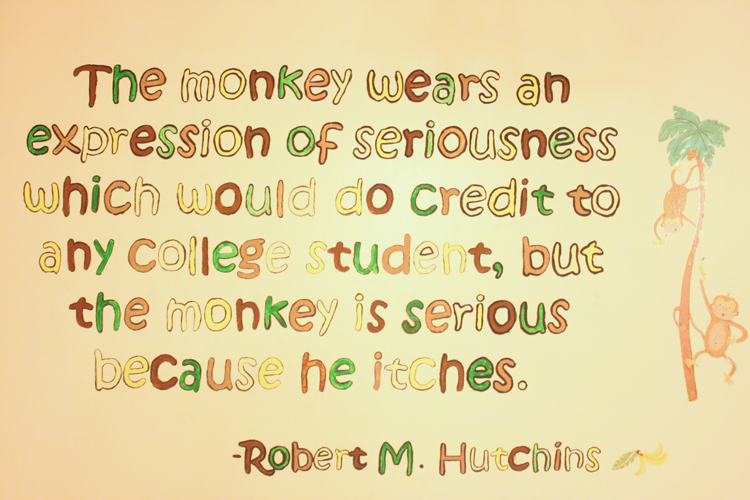 The monkey wears an
expression of seriousness
which would do credit to
any college student, but
the monkey is serious
because he itches.
-Robert M. Hutchins